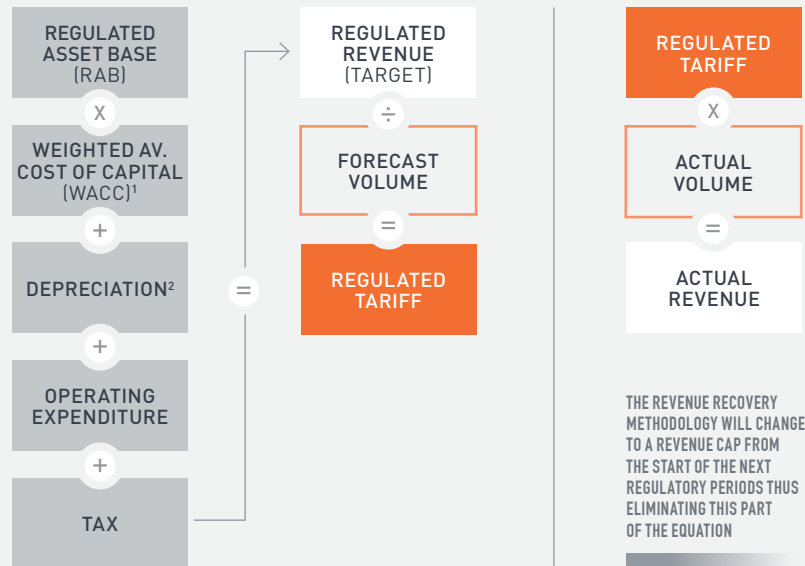 REGULATED
ASSET BASE
(RAB)
X
WEIGHTED AV.
COST OF CAPITAL
(WACC)¹
+
DEPRECIATION²
+
OPERATING
EXPENDITURE
+
TAX
=
REGULATED
REVENUE
(TARGET)
÷
FORECAST
VOLUME
=
REGULATED
TARIFF
REGULATED
TARIFF
X
ACTUAL
VOLUME
=
ACTUAL
REVENUE
THE REVENUE RECOVERY
METHODOLOGY WILL CHANGE
TO A REVENUE CAP FROM
THE START OF THE NEXT
REGULATORY PERIODS THUS
ELIMINATING THIS PART
OF THE EQUATION